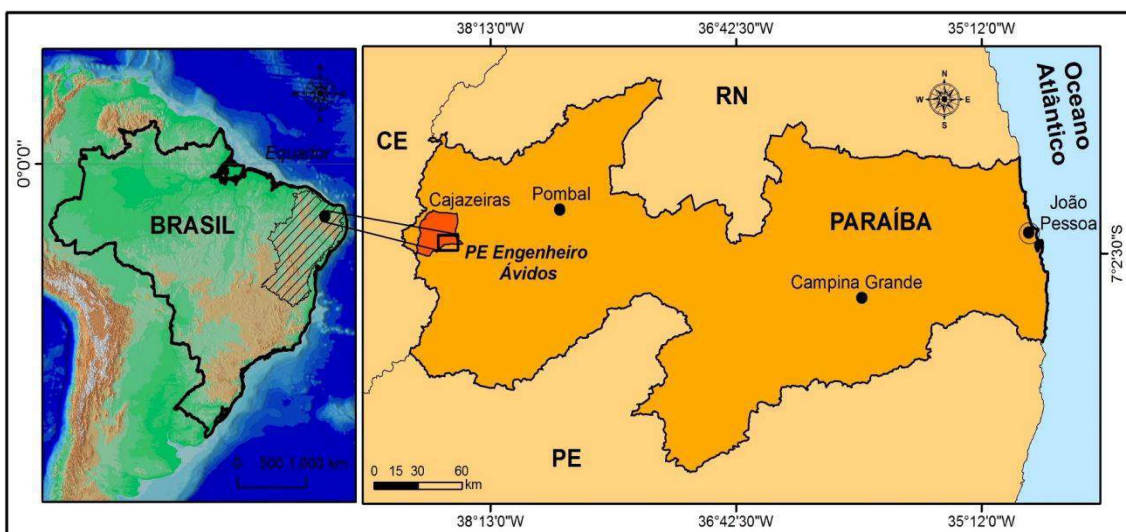 38°13'0"W
36°42'30"W
35°12'0"W
0°0'0"
Equador
BRASIL
0 500 1.000 km
N
W E
S
CE
RN
Oceano
Atlântico
Cajazeiras
Pombal
PE Engenheiro
Ávidos
PARAÍBA
João
Pessoa
Campina Grande
7°2'30"S
PE
0 15 30 60
km
38°13'0"W
36°42'30"W
35°12'0"W